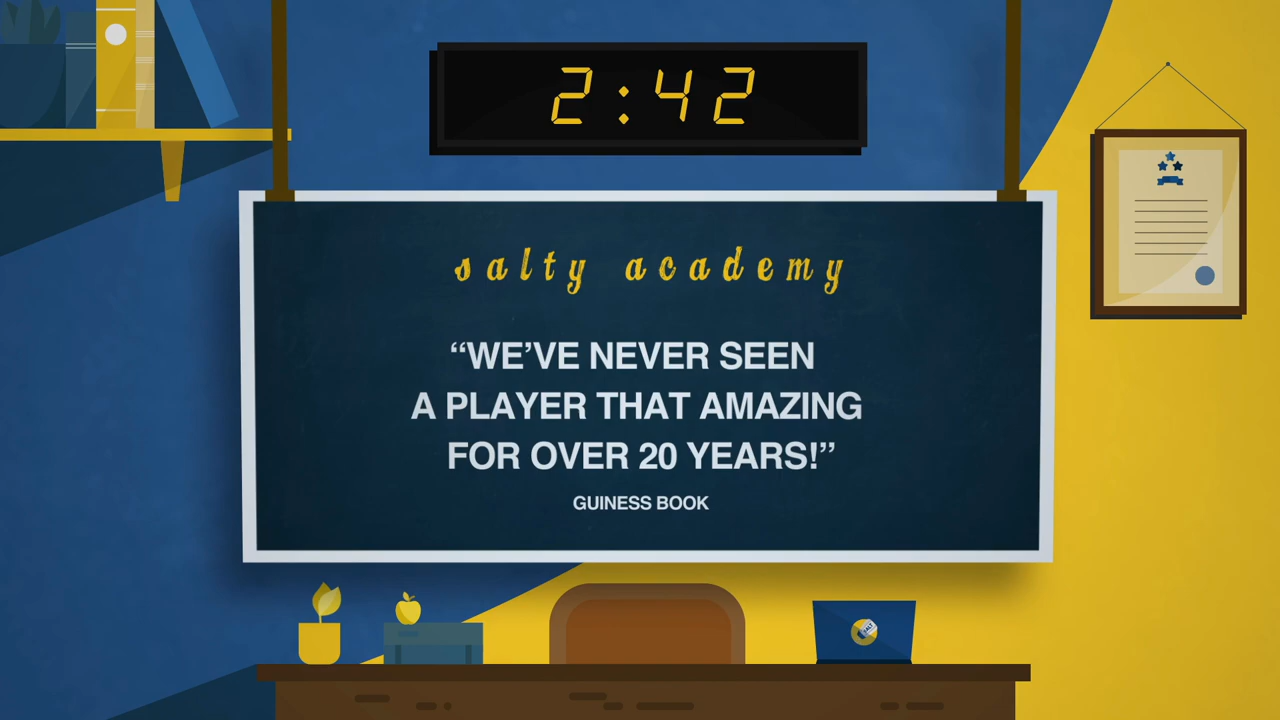 2:42
salty academy
“WE’VE NEVER SEEN
A PLAYER THAT AMAZING
FOR OVER 20 YEARS!”
GUINESS BOOK